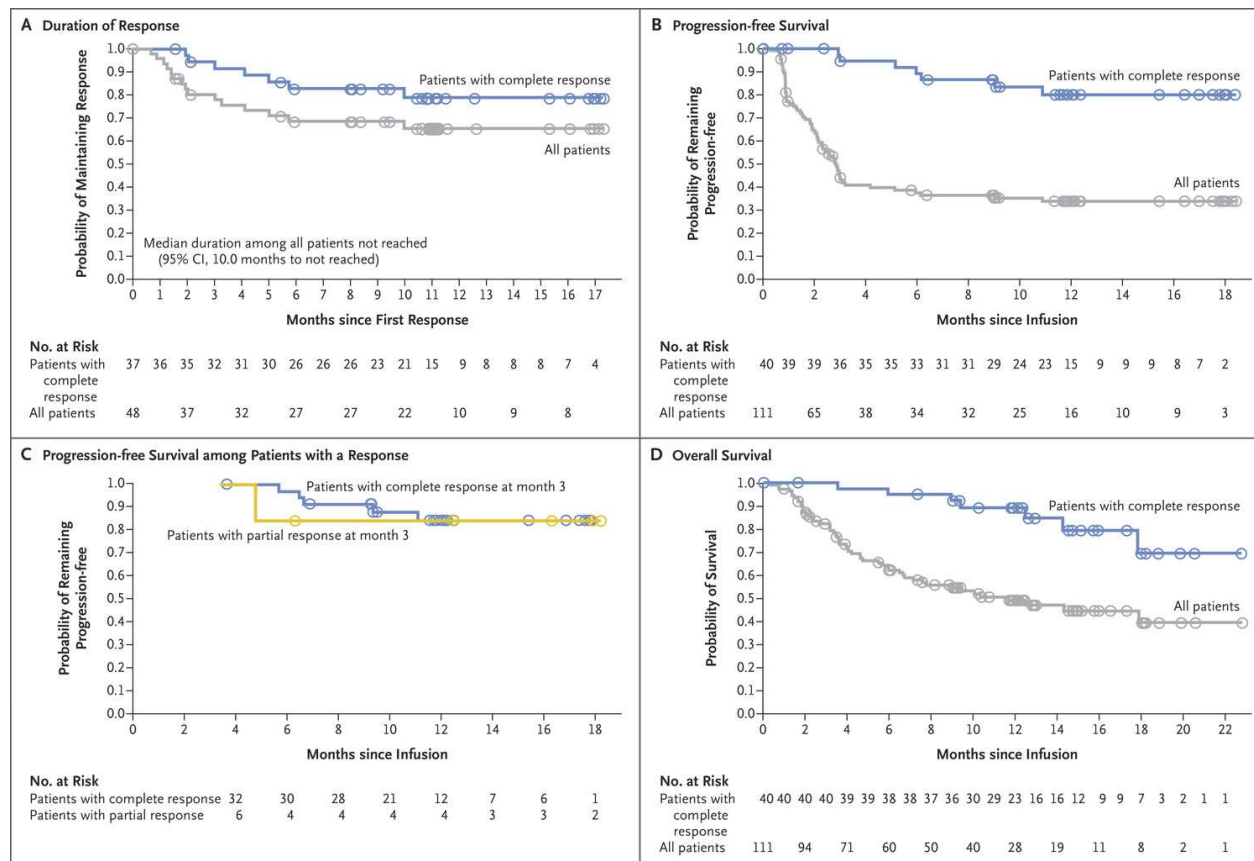 A Duration of Response
1.0
0.9
0.8
0.7
0.6
0.5
0.4
0.3
0.2
0.1
0.0
Probability of Maintaining Response
Patients with complete response
All patients
Median duration among all patients not reached
(95% CI, 10.0 months to not reached)
0 1 2 3 4 5 6 7 8 9 10 11 12 13 14 15 16 17
Months since First Response
No. at Risk
Patients with 37 36 35 32 31 30 26 26 26 23 21 15 9 8 8 8 7 4
complete
response
All patients 48 37 32 27 27 22 10 9 8
B Progression-free Survival
1.0
0.9
0.8
0.7
0.6
0.5
0.4
0.3
0.2
0.1
0.0
Probability of Remaining
Progression-free
Patients with complete response
All patients
0 2 4 6 8 10 12 14 16 18
Months since Infusion
No. at Risk
Patients with 40 39 39 36 35 35 33 31 31 29 24 23 15 9 9 9 8 7 2
complete
response
All patients 111 65 38 34 32 25 16 10 9 3
C Progression-free Survival among Patients with a Response
1.0
0.9
0.8
0.7
0.6
0.5
0.4
0.3
0.2
0.1
0.0
Probability of Remaining
Progression-free
Patients with complete response at month 3
Patients with partial response at month 3
0 2 4 6 8 10 12 14 16 18
Months since Infusion
No. at Risk
Patients with complete response 32 30 28 21 12 7 6 1
Patients with partial response 6 4 4 4 4 3 3 2
D Overall Survival
1.0
0.9
0.8
0.7
0.6
0.5
0.4
0.3
0.2
0.1
0.0
Probability of Survival
Patients with complete response
All patients
0 2 4 6 8 10 12 14 16 18 20 22
Months since Infusion
No. at Risk
Patients with 40 40 40 40 39 39 38 38 37 36 30 29 23 16 16 12 9 9 7 3 2 1 1
complete
response
All patients 111 94 71 60 50 40 28 19 11 8 2 1